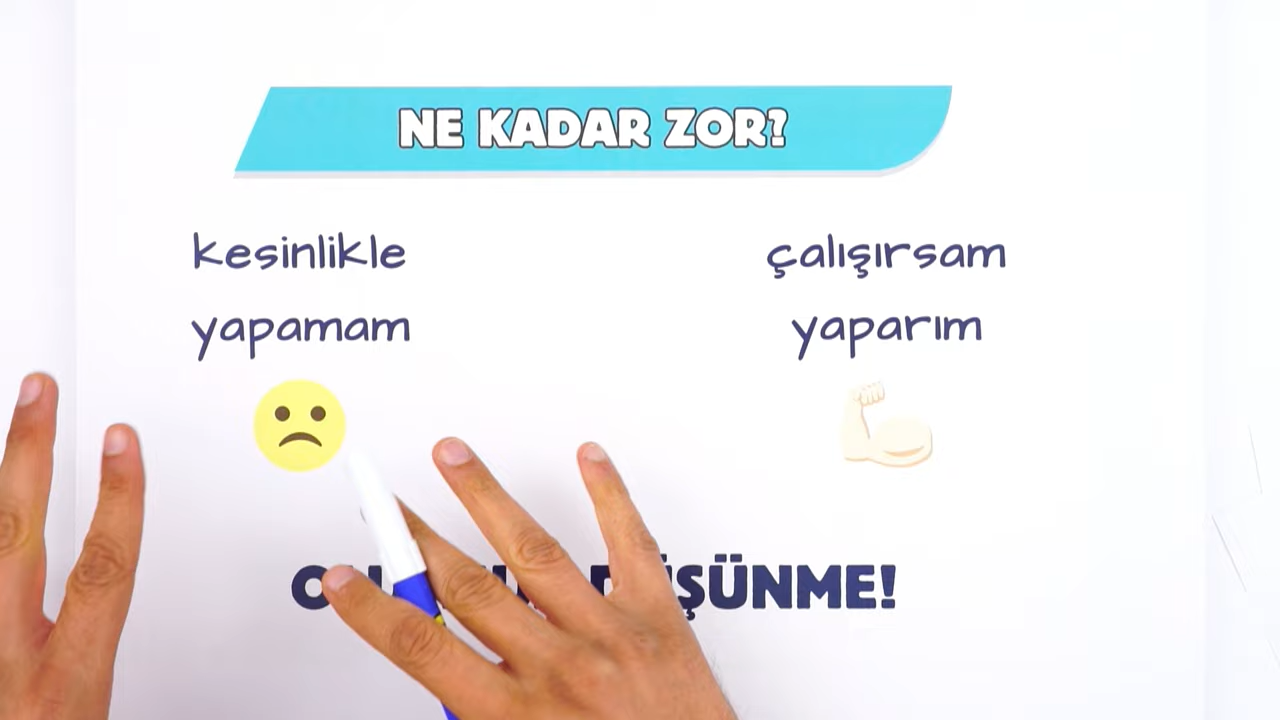 NE KADAR ZOR?
kesinlikle
yapamam
çalışırsam
yaparım